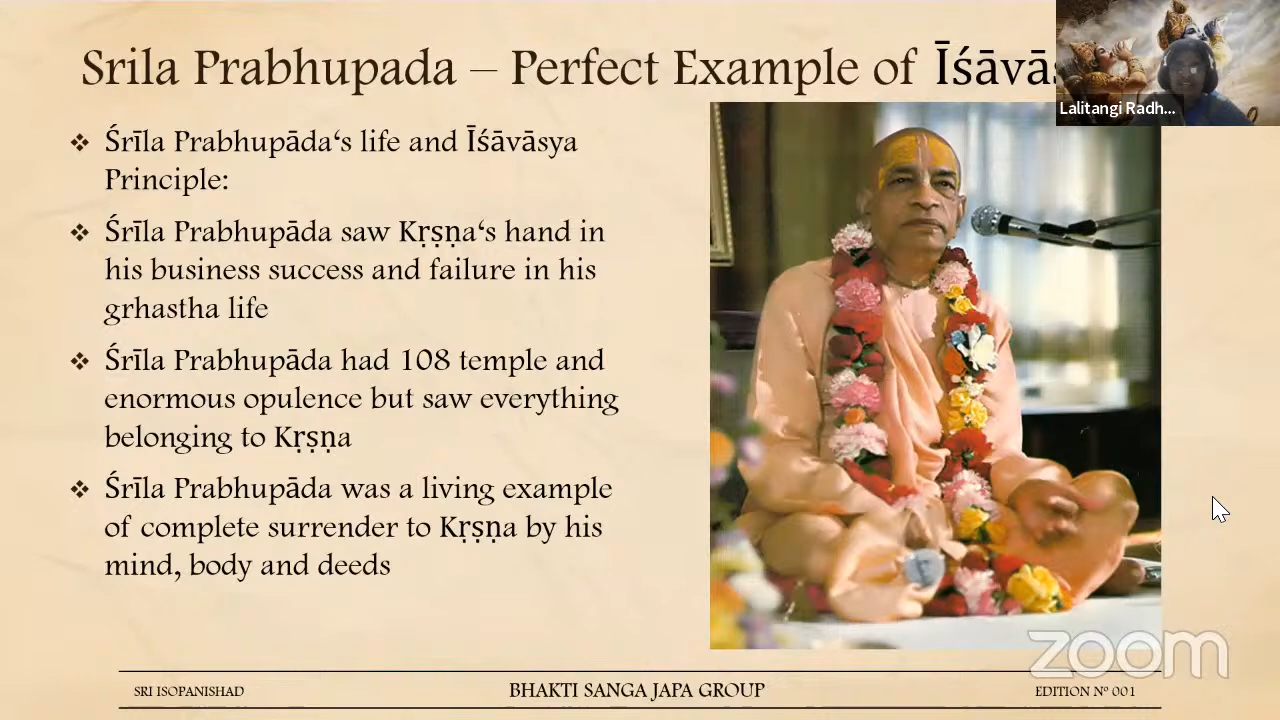 Srila Prabhupada – Perfect Example of Īśāvās
Lalitangi Radh...
❖ Śrīla Prabhupāda‘s life and Īśāvāsya
Principle:
❖ Śrīla Prabhupāda saw Kṛṣṇa‘s hand in
his business success and failure in his
grhastha life
❖ Śrīla Prabhupāda had 108 temple and
enormous opulence but saw everything
belonging to Kṛṣṇa
❖ Śrīla Prabhupāda was a living example
of complete surrender to Kṛṣṇa by his
mind, body and deeds
zoom
SRI ISOPANISHAD
BHAKTI SANGA JAPA GROUP
EDITION Nº 001